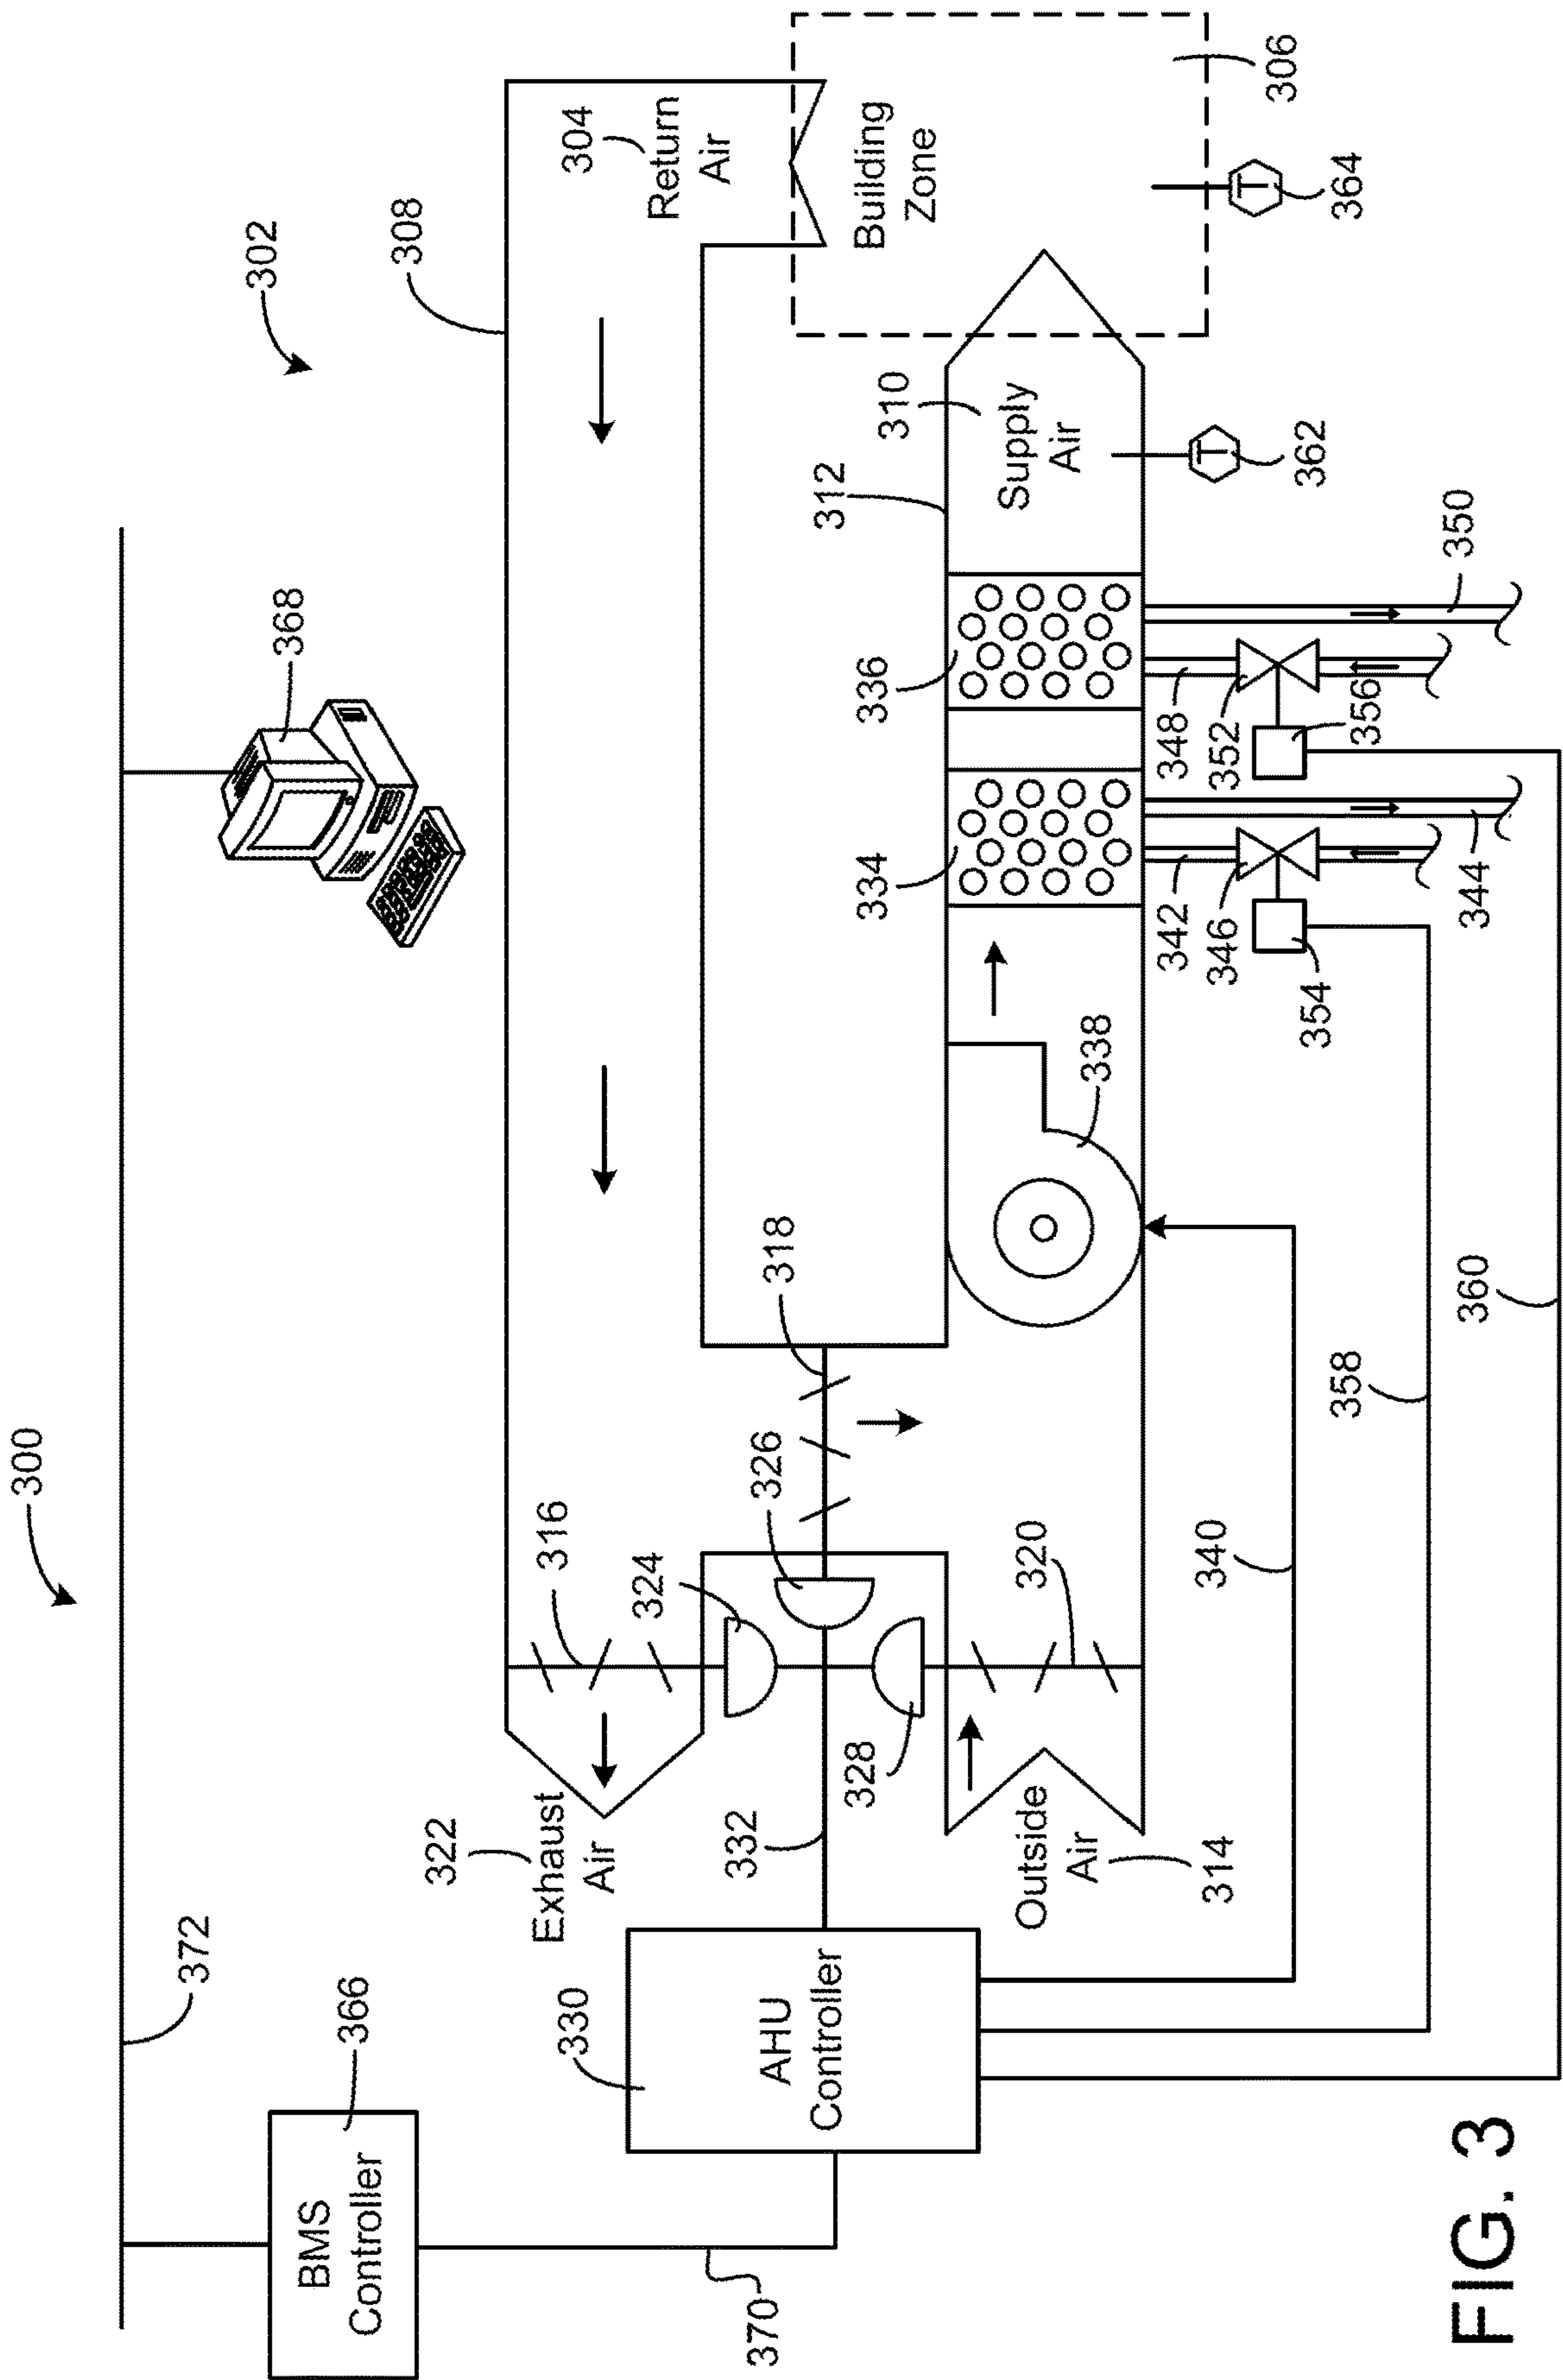 300
302
372
366
BMS
Controller
368
370
308
304
Return
Air
322
Exhaust
Air
316
324
326
318
330
AHU
Controller
332
328
Building
Zone
306
334
336
312
310
Supply
Air
Outside
Air
314
320
338
342
348
346
352
354
356
362
364
340
358
344
350
360
T
T
FIG. 3